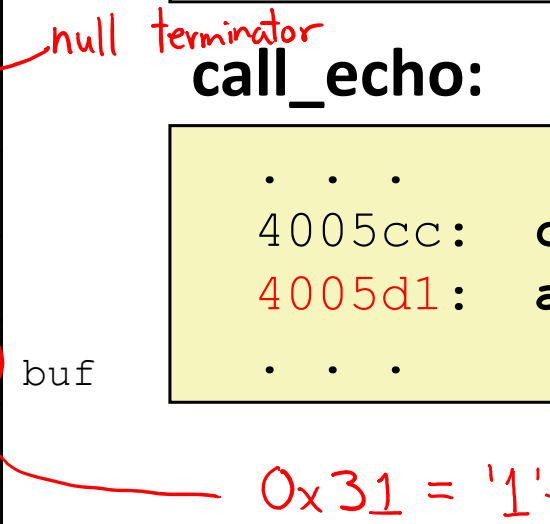 null terminator
call_echo:
. . .
4005cc: c
4005d1: a
. . .
buf
0x31 = '1'